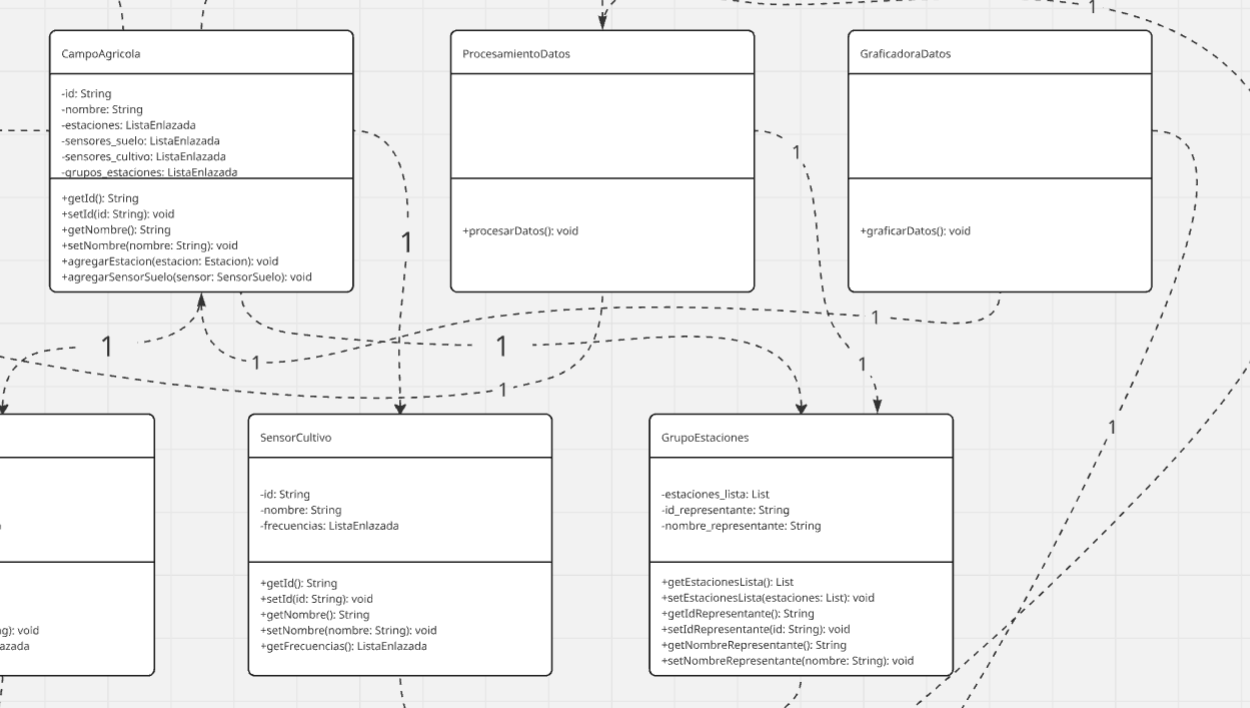 1
CampoAgricola
-id: String
-nombre: String
-estaciones: ListaEnlazada
-sensores_suelo: ListaEnlazada
-sensores_cultivo: ListaEnlazada
-grupos_estaciones: ListaEnlazada
+getId(): String
+setId(id: String): void
+getNombre(): String
+setNombre(nombre: String): void
+agregarEstacion(estacion: Estacion): void
+agregarSensorSuelo(sensor: SensorSuelo): void
ProcesamientoDatos
+procesarDatos(): void
GraficadoraDatos
+graficarDatos(): void
1
1
1
1
1
1
1
1
1
ng): void
azada
SensorCultivo
-id: String
-nombre: String
-frecuencias: ListaEnlazada
+getId(): String
+setId(id: String): void
+getNombre(): String
+setNombre(nombre: String): void
+getFrecuencias(): ListaEnlazada
GrupoEstaciones
-estaciones_lista: List
-id_representante: String
-nombre_representante: String
+getEstacionesLista(): List
+setEstacionesLista(estaciones: List): void
+getIdRepresentante(): String
+setIdRepresentante(id: String): void
+getNombreRepresentante(): String
+setNombreRepresentante(nombre: String): void